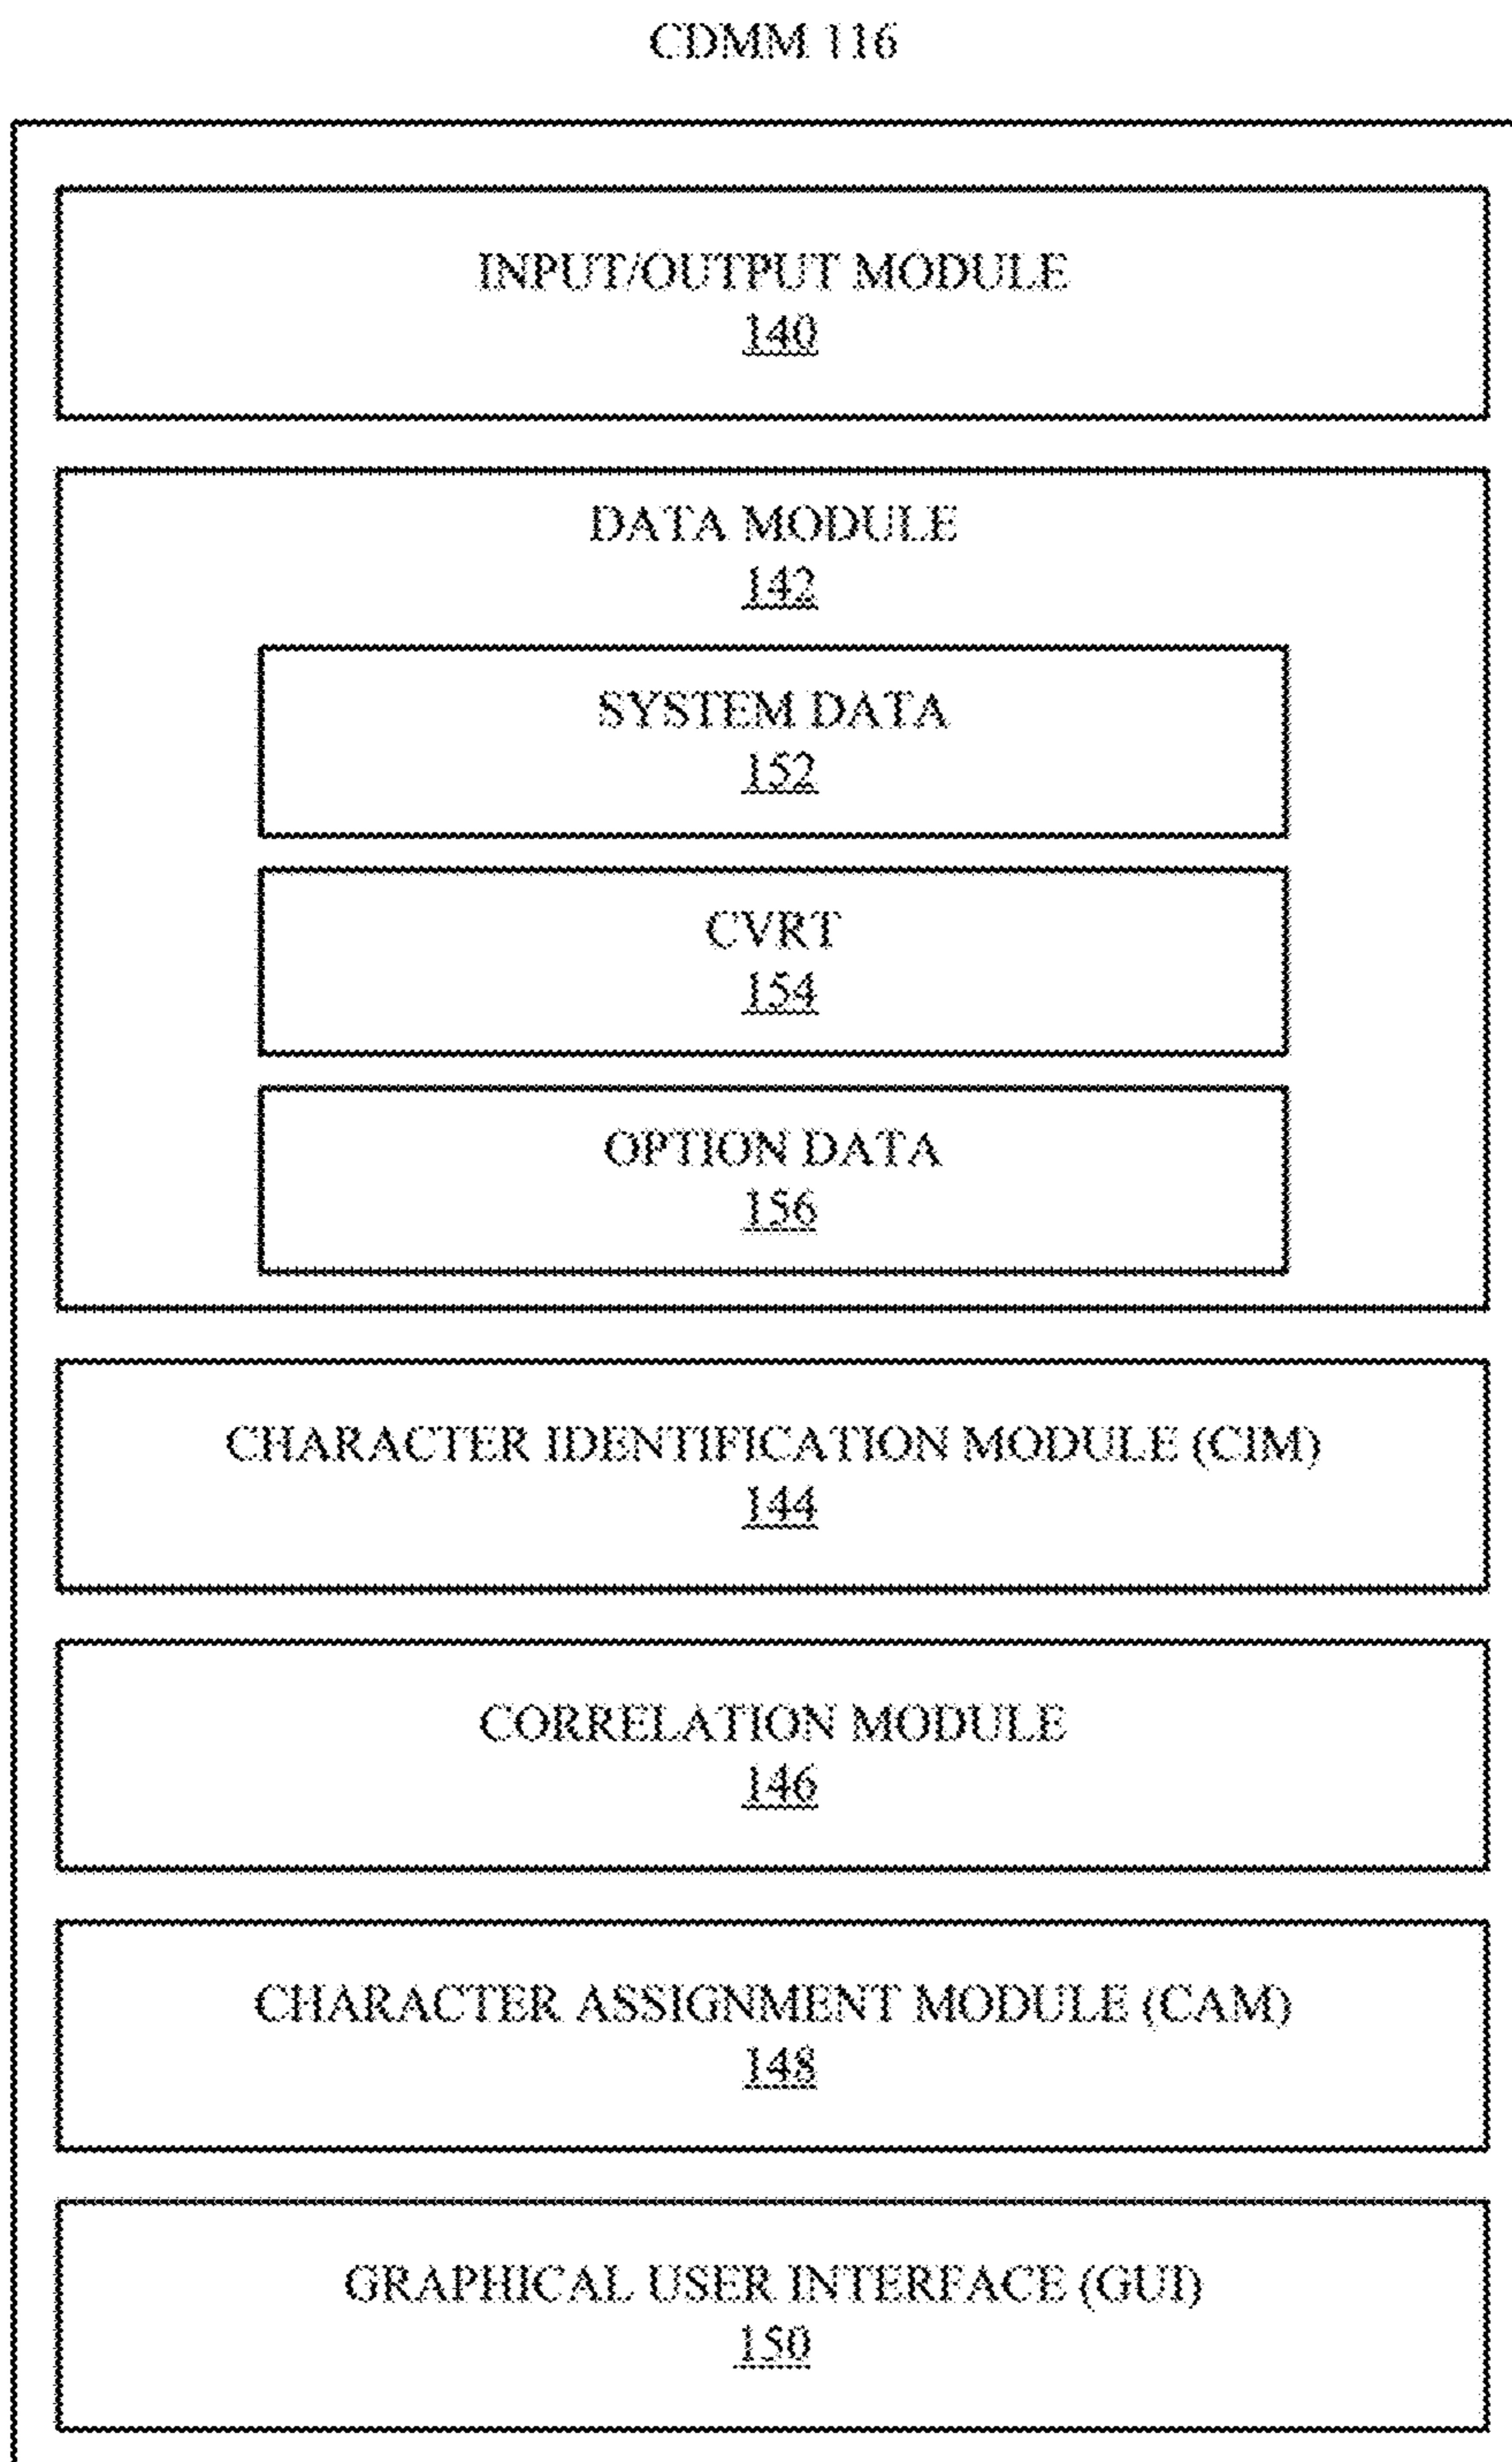 CDMM 116
INPUT/OUTPUT MODULE
140
DATA MODULE
142
SYSTEM DATA
152
CVRT
154
OPTION DATA
156
CHARACTER IDENTIFICATION MODULE (CIM)
144
CORRELATION MODULE
146
CHARACTER ASSIGNMENT MODULE (CAM)
148
GRAPHICAL USER INTERFACE (GUI)
150